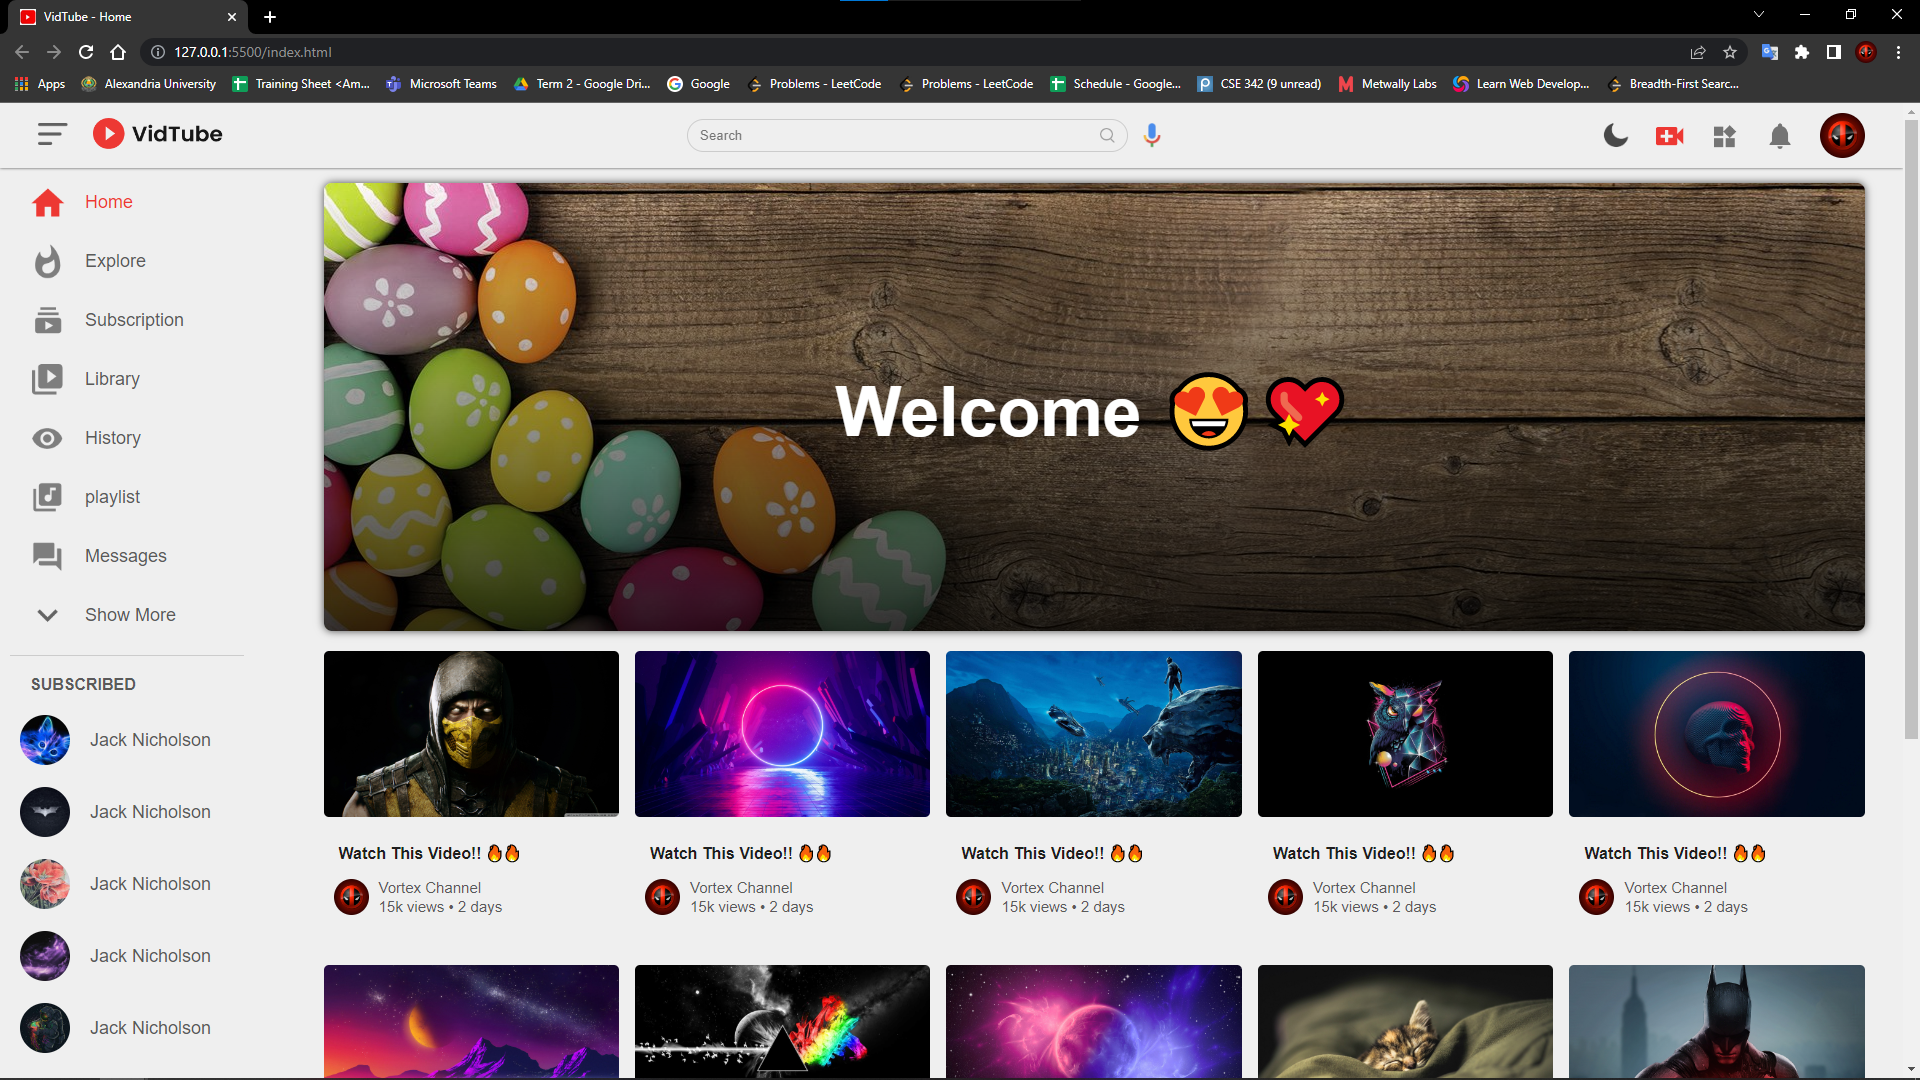 VidTube - Home
127.0.0.1:5500/index.html
Apps
Alexandria University
Training Sheet <Am...
Microsoft Teams
Term 2 - Google Dri...
Google
Problems - LeetCode
Problems - LeetCode
Schedule - Google...
CSE 342 (9 unread)
Metwally Labs
Learn Web Develop...
Breadth-First Searc...
VidTube
Search
Home
Explore
Subscription
Library
History
playlist
Messages
Show More
SUBSCRIBED
Jack Nicholson
Jack Nicholson
Jack Nicholson
Jack Nicholson
Jack Nicholson
Welcome 😍 💖
Watch This Video!! 🔥🔥
Vortex Channel
15k views • 2 days
Watch This Video!! 🔥🔥
Vortex Channel
15k views • 2 days
Watch This Video!! 🔥🔥
Vortex Channel
15k views • 2 days
Watch This Video!! 🔥🔥
Vortex Channel
15k views • 2 days
Watch This Video!! 🔥🔥
Vortex Channel
15k views • 2 days